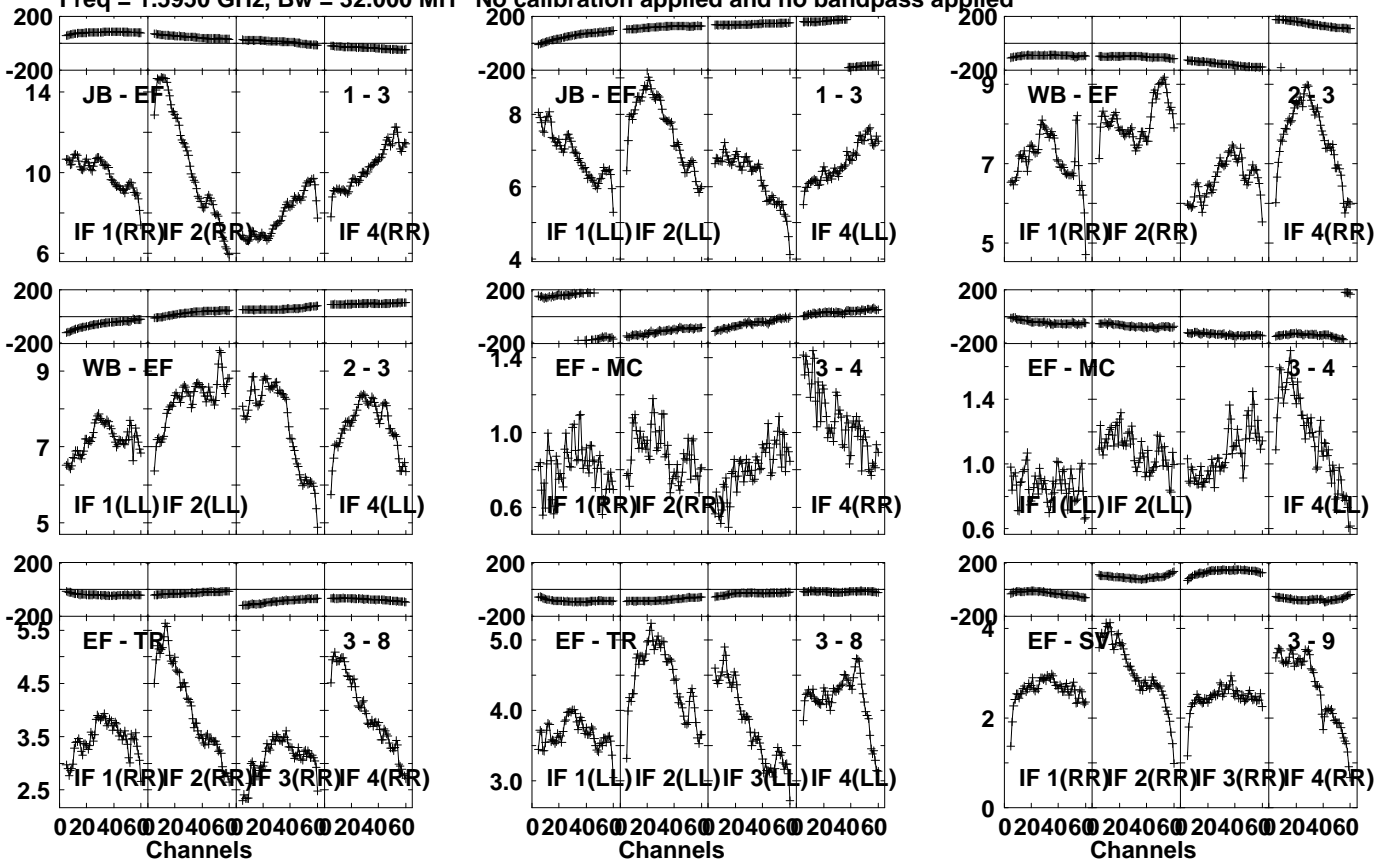 Freq = 1.5950 GHz, Bw = 32.000 MH No calibration applied and no bandpass applied
200 200 200
-200 -200 -200
JB - EF 1 - 3 JB - EF 1 - 3 WB - EF 2 - 3
14 8 9
10 6 7
6 4 5
IF 1(RR) IF 2(RR) IF 4(RR) IF 1(LL) IF 2(LL) IF 4(LL) IF 1(RR) IF 2(RR) IF 4(RR)
200 200 200
-200 -200 -200
WB - EF 2 - 3 EF - MC 3 - 4 EF - MC 3 - 4
9 1.4 1.4
7 1.0 1.0
5 0.6 0.6
IF 1(LL) IF 2(LL) IF 4(LL) IF 1(RR) IF 2(RR) IF 4(RR) IF 1(LL) IF 2(LL) IF 4(LL)
200 200 200
-200 -200 -200
EF - TR 3 - 8 EF - TR 3 - 8 EF - SV 3 - 9
5.5 5.0 4
4.5 4.0 2
3.5 3.0 0
2.5
IF 1(RR) IF 2(RR) IF 3(RR) IF 4(RR) IF 1(LL) IF 2(LL) IF 3(LL) IF 4(LL) IF 1(RR) IF 2(RR) IF 3(RR) IF 4(RR)
0 20 40 60 0 20 40 60 0 20 40 60 0 20 40 60 0 20 40 60 0 20 40 60 0 20 40 60 0 20 40 60 0 20 40 60 0 20 40 60 0 20 40 60 0 20 40 60
Channels Channels Channels